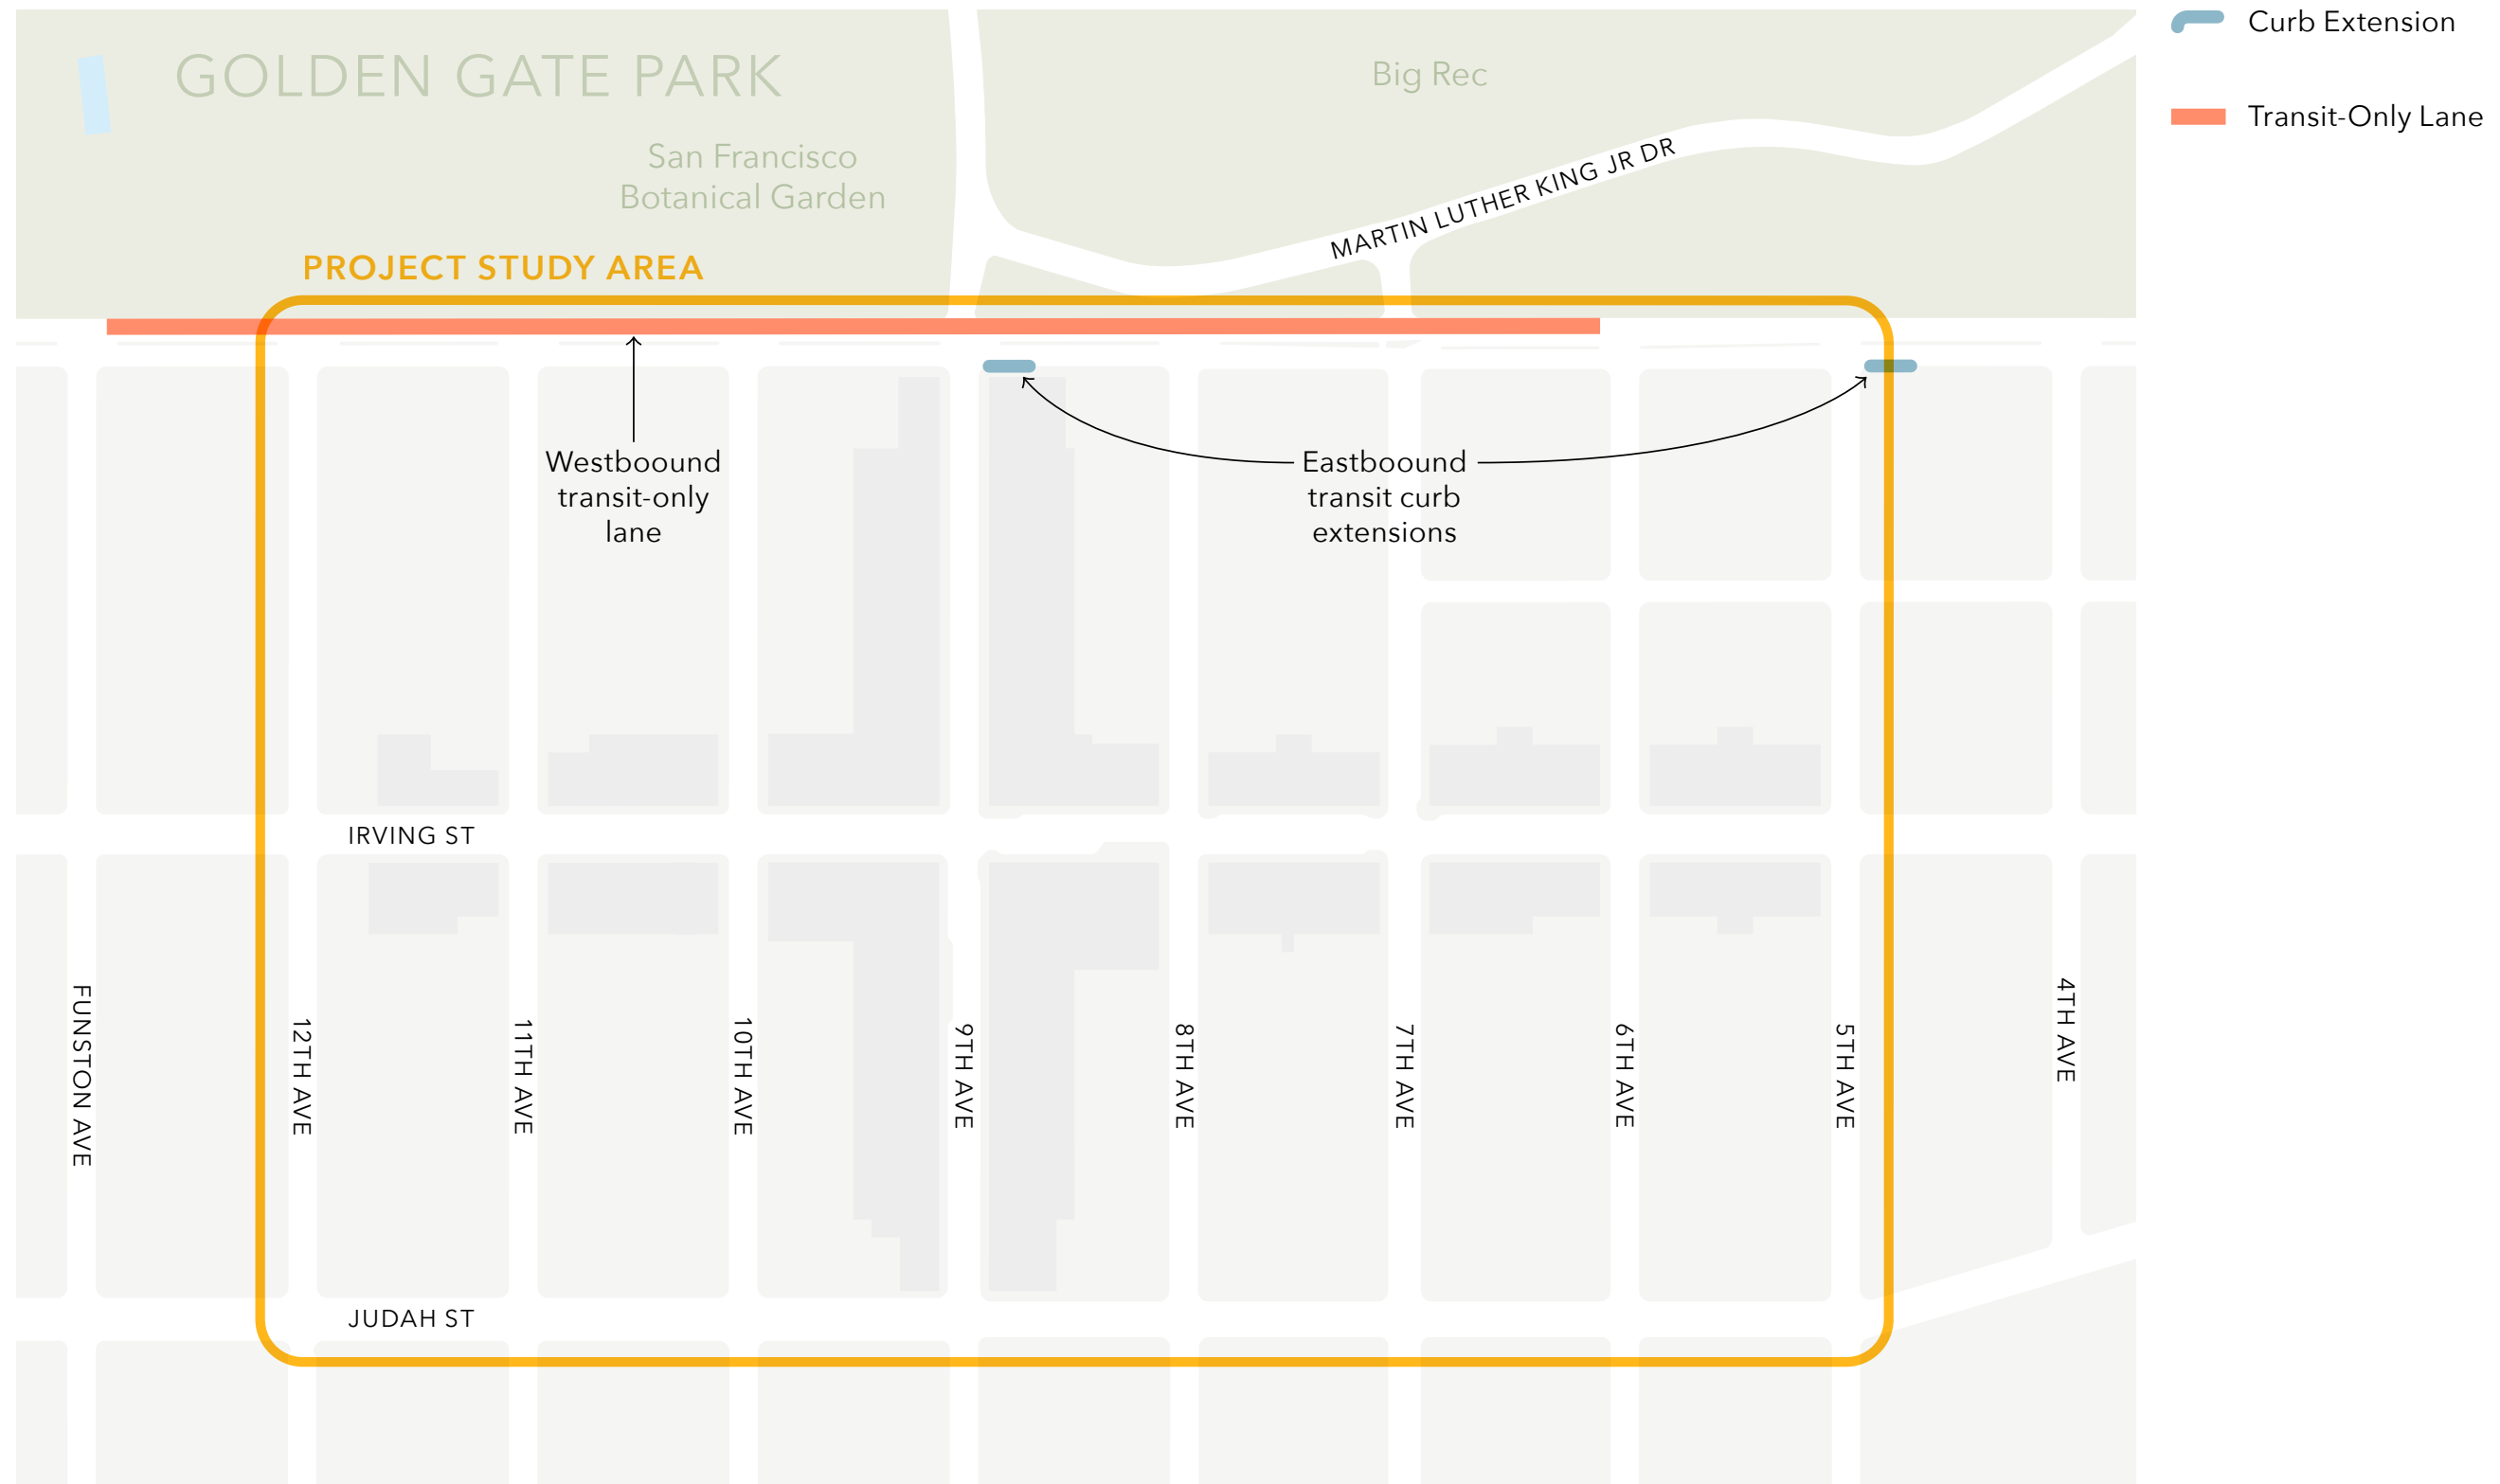 Curb Extension
Transit-Only Lane
GOLDEN GATE PARK
Big Rec
San Francisco
Botanical Garden
MARTIN LUTHER KING JR DR
PROJECT STUDY AREA
Westboound
transit-only
lane
Eastboound
transit curb
extensions
IRVING ST
FUNSTON AVE
12TH AVE
11TH AVE
10TH AVE
9TH AVE
8TH AVE
7TH AVE
6TH AVE
5TH AVE
4TH AVE
JUDAH ST